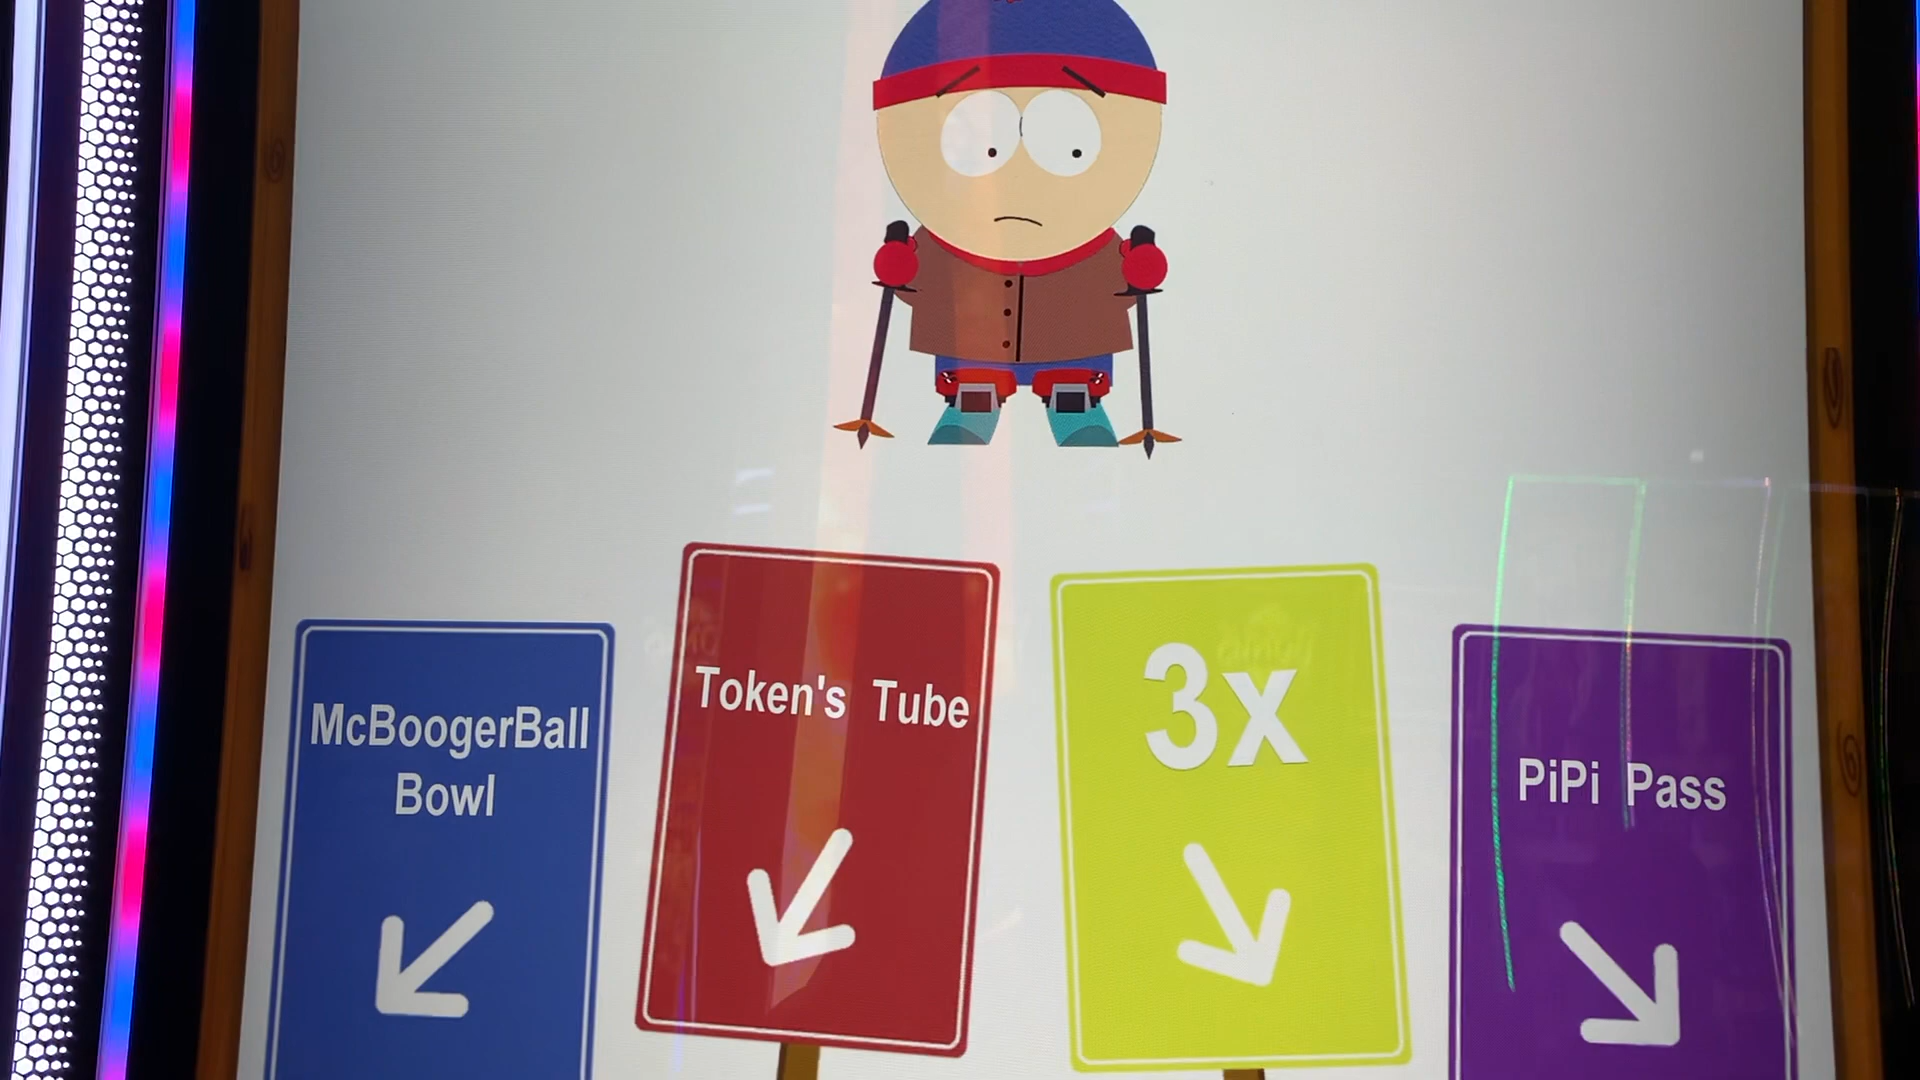 McBoogerBall
Bowl
Token's Tube
3x
PiPi Pass